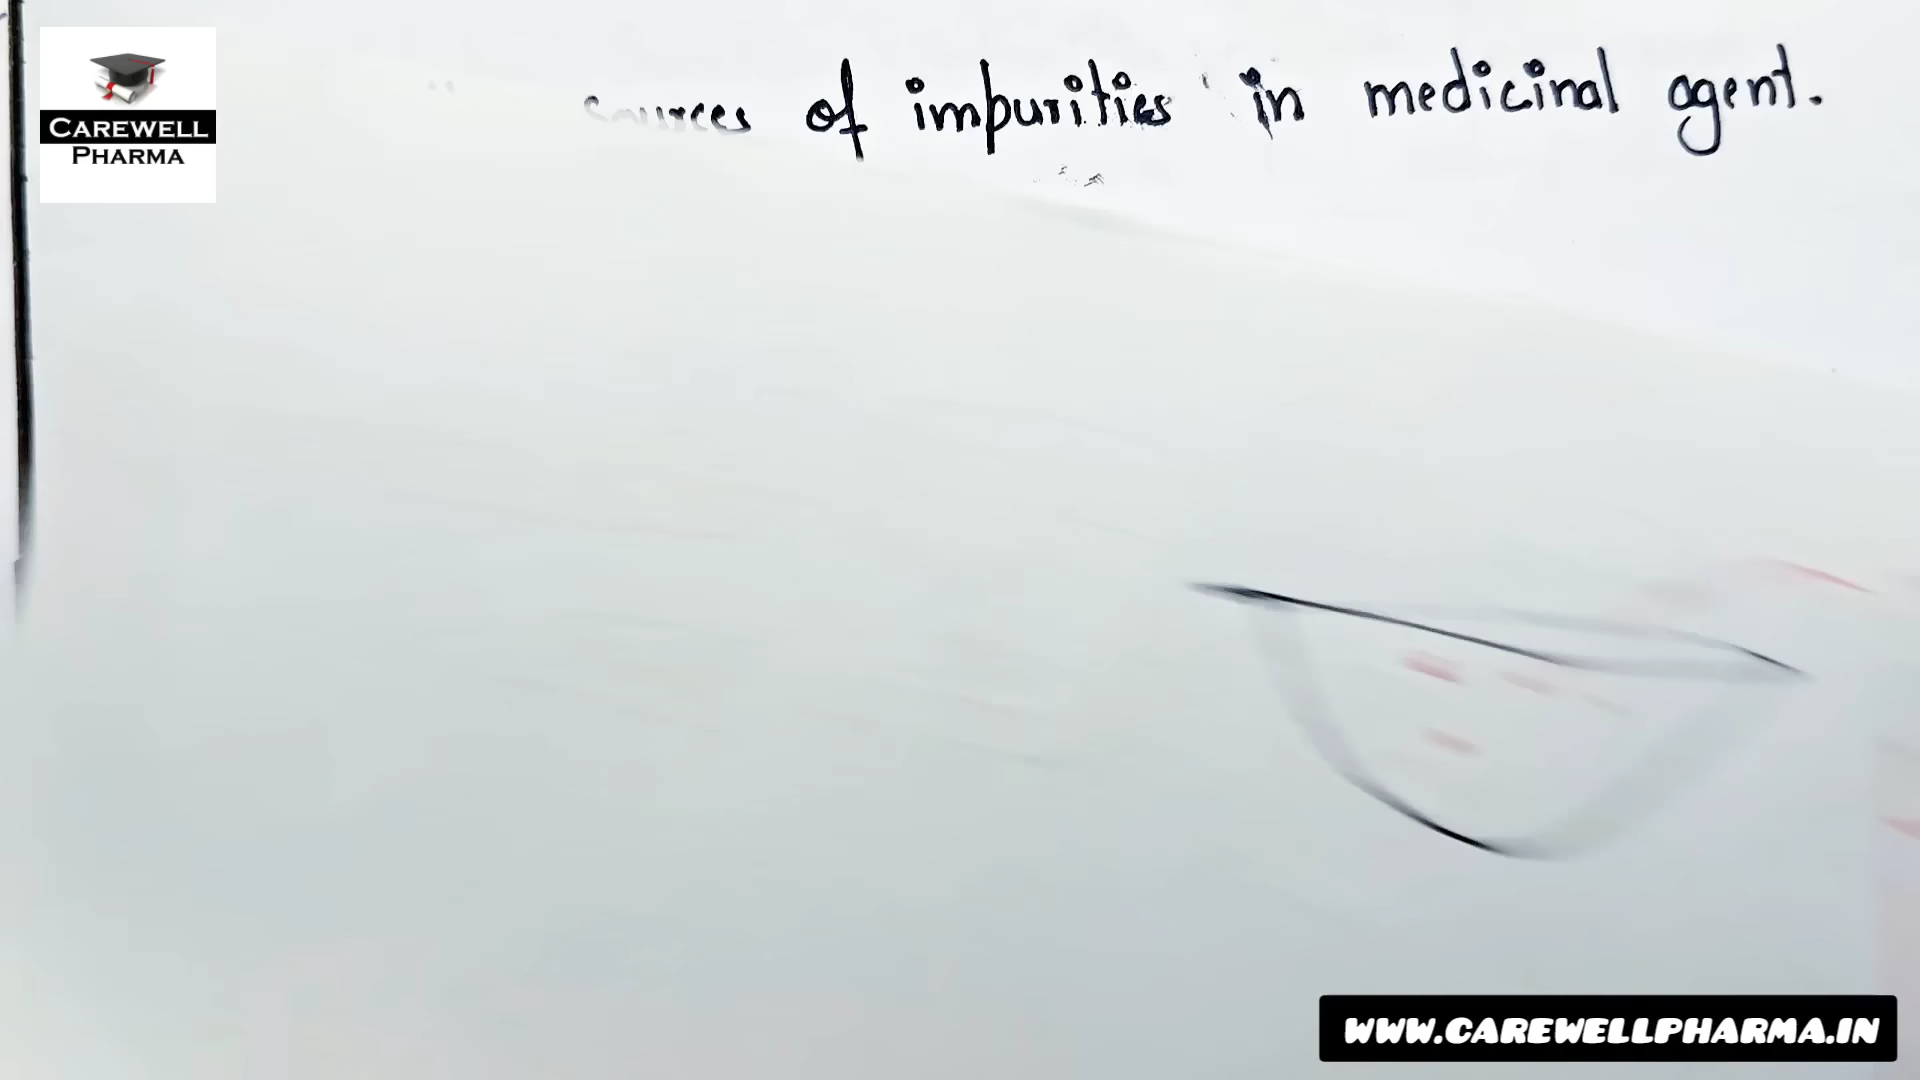 CAREWELL
PHARMA
sources of impurities in medicinal agent.
WWW.CAREWELLPHARMA.IN